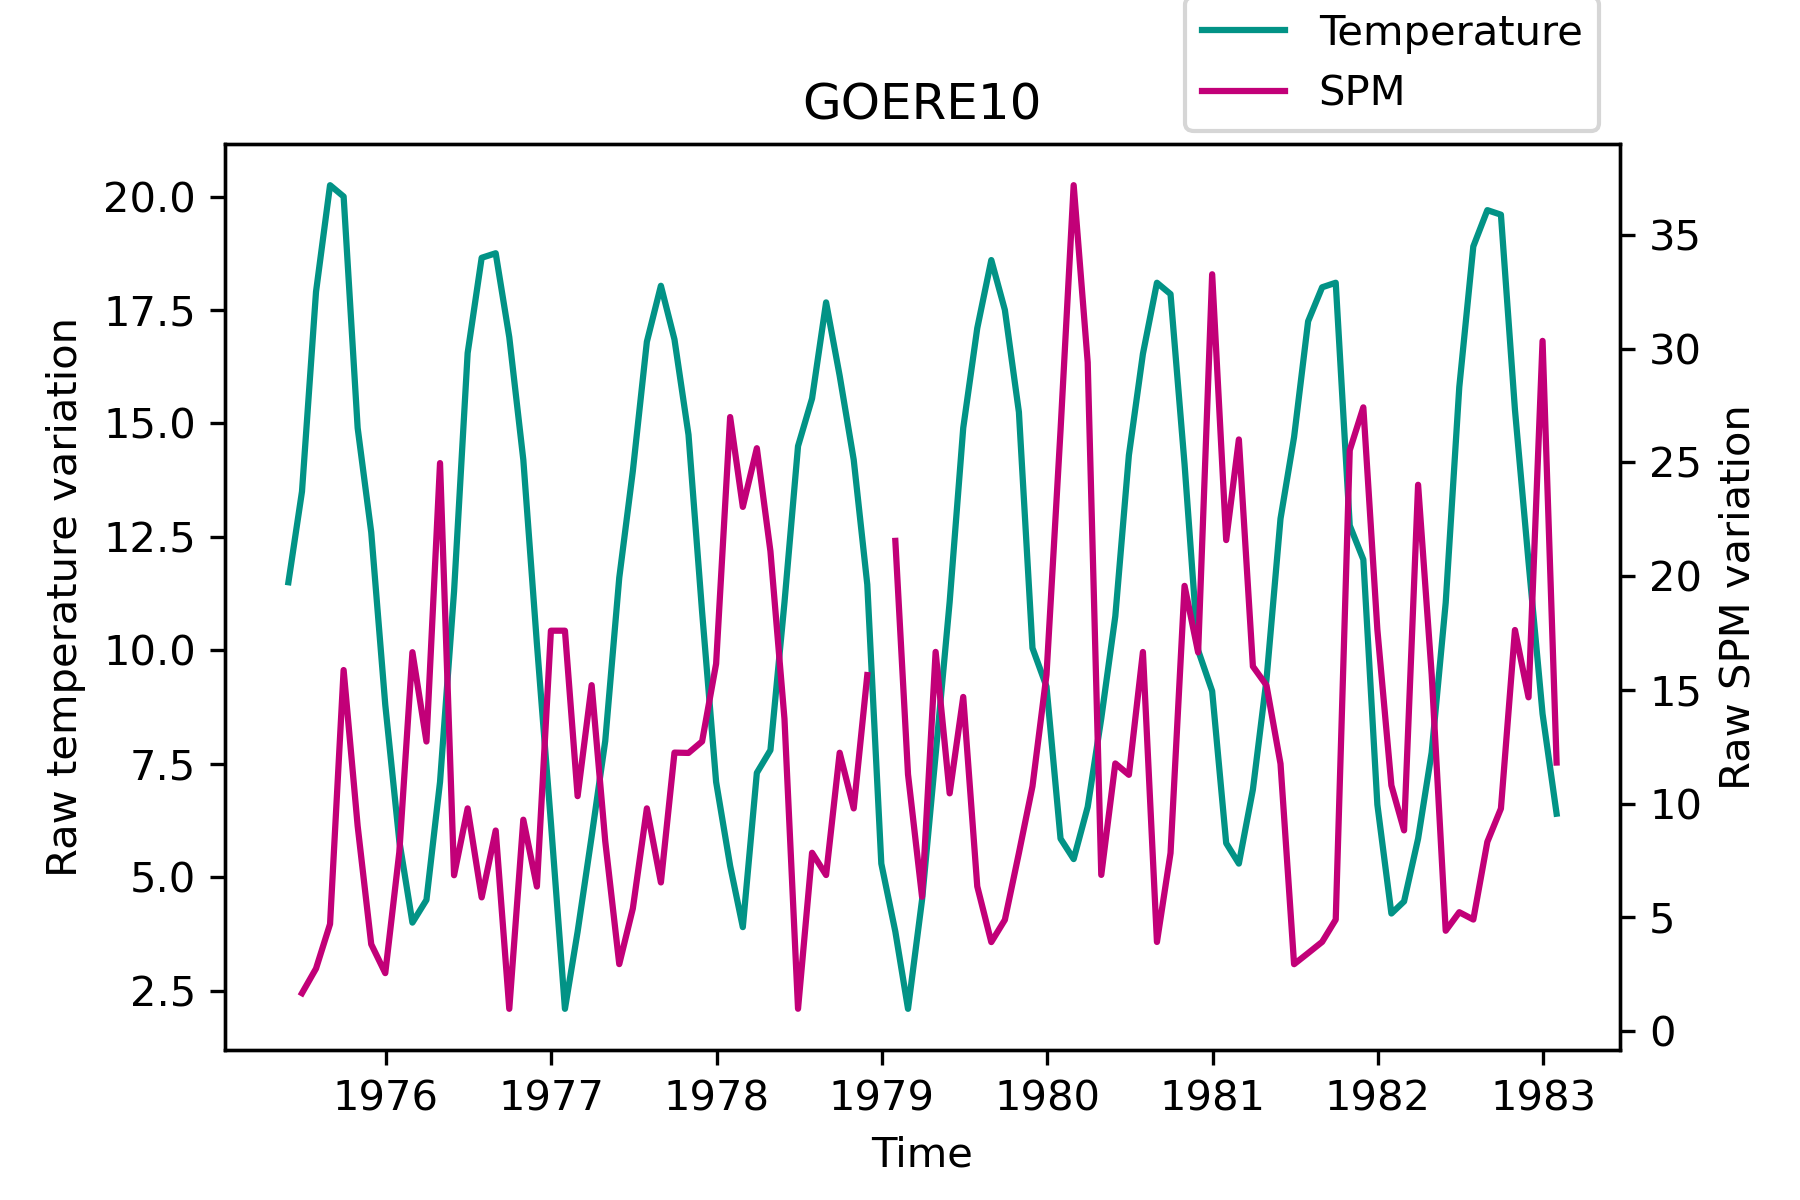 Temperature
SPM
GOERE10
Raw temperature variation
20.0
17.5
15.0
12.5
10.0
7.5
5.0
2.5
35
30
25
20
15
10
5
0
Raw SPM variation
1976 1977 1978 1979 1980 1981 1982 1983
Time